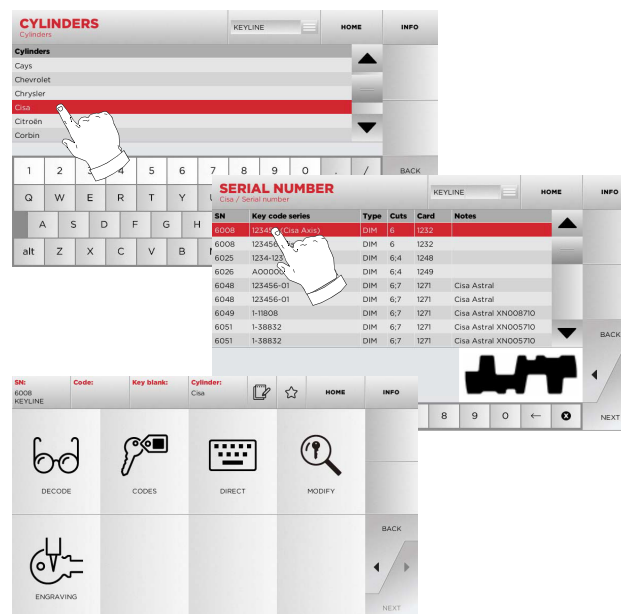 CYLINDERS
Cylinders
KEYLINE
HOME
INFO
Cylinders
Cays
Chevrolet
Chrysler
Cisa
Citroën
Corbin
1 2 3 4 5 6 7 8 9 0 . /
BACK
Q W E R T Y
A S D F G H
alt Z X C V B
SERIAL NUMBER
Cisa / Serial number
KEYLINE
HOME
INFO
SN Key code series Type Cuts Card Notes
6008 (Cisa Axis) DIM 6 1232
6008 DIM 6 1232
6025 DIM 6;4 1248
6026 DIM 6;4 1249
6048 123456-01 DIM 6;7 1271 Cisa Astral
6048 123456-01 DIM 6;7 1271 Cisa Astral
6049 1-11808 DIM 6;7 1271 Cisa Astral XN008710
6051 1-38832 DIM 6;7 1271 Cisa Astral XN005710
6051 1-38832 DIM 6;7 1271 Cisa Astral XN005710
BACK
8 9 0 ←
NEXT
SN: Code: Key blank: Cylinder:
6008 Cisa
KEYLINE
HOME
INFO
DECODE
CODES
DIRECT
MODIFY
BACK
ENGRAVING
NEXT